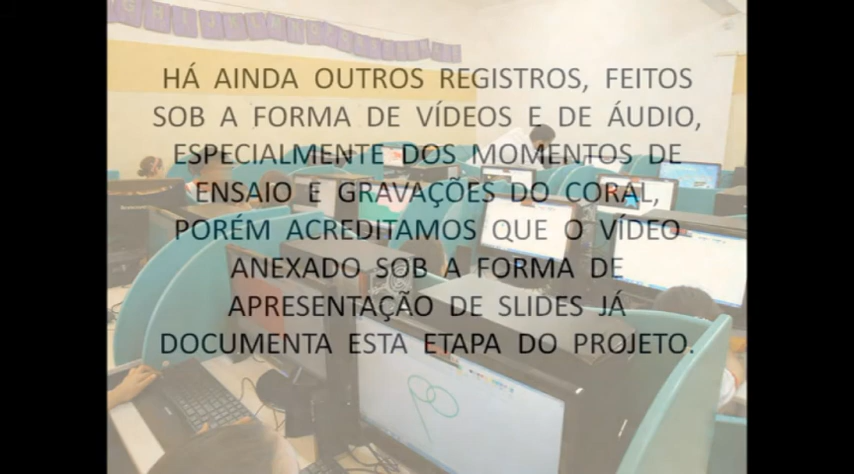 HÁ AINDA OUTROS REGISTROS, FEITOS
SOB A FORMA DE VÍDEOS E DE ÁUDIO,
ESPECIALMENTE DOS MOMENTOS DE
ENSAIO E GRAVAÇÕES DO CORAL,
PORÉM ACREDITAMOS QUE O VÍDEO
ANEXADO SOB A FORMA DE
APRESENTAÇÃO DE SLIDES JÁ
DOCUMENTA ESTA ETAPA DO PROJETO.